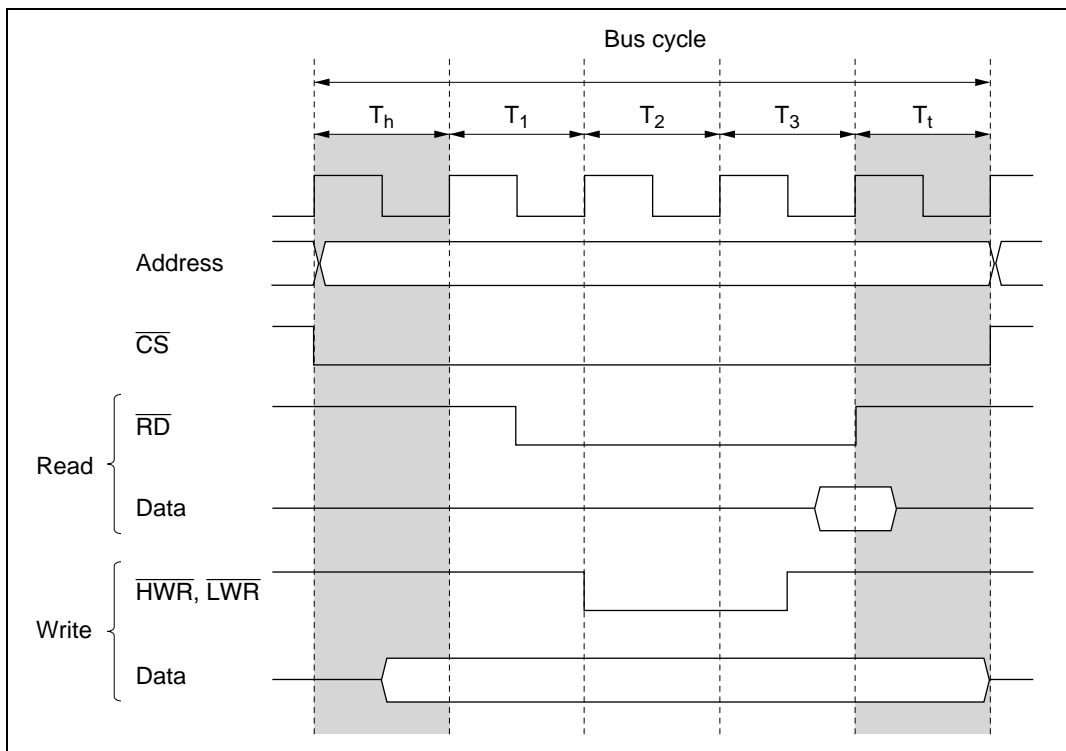 Bus cycle
Th T1 T2 T3 Tt
Address
CS
RD
Read
Data
HWR, LWR
Write
Data